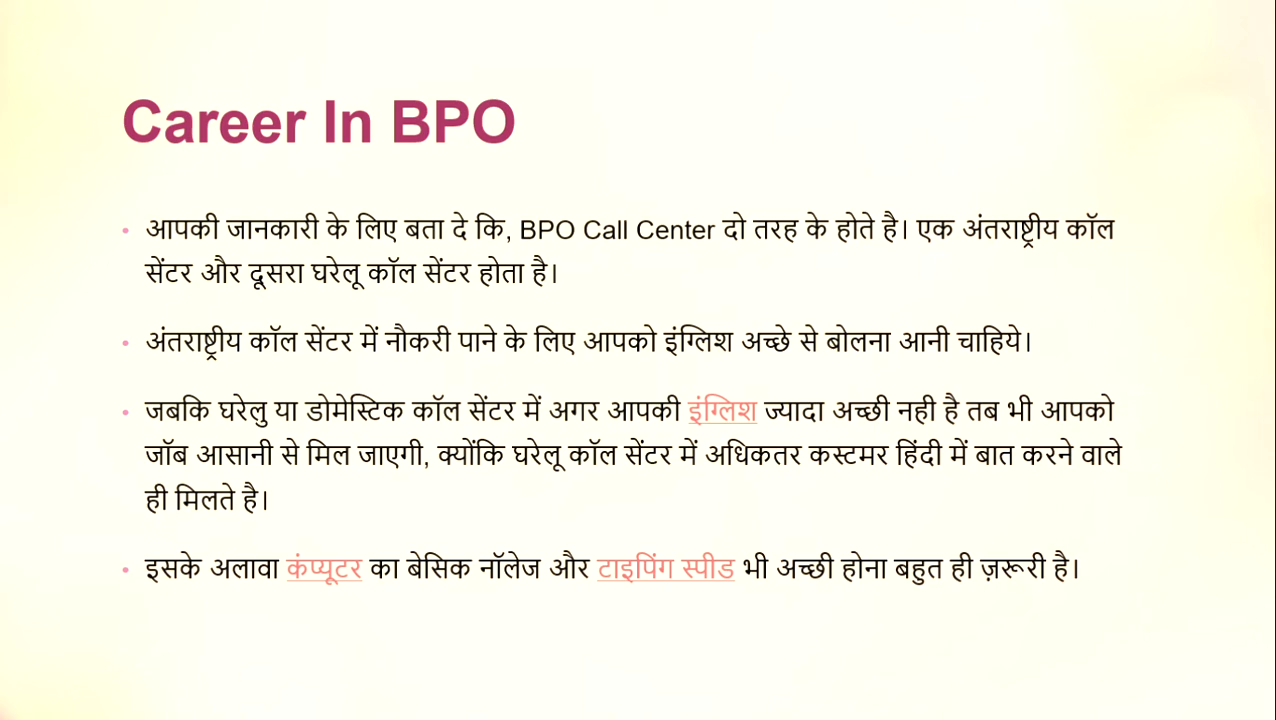 Career In BPO
• आपकी जानकारी के लिए बता दे कि, BPO Call Center दो तरह के होते है। एक अंतराष्ट्रीय कॉल
सेंटर और दूसरा घरेलू कॉल सेंटर होता है।
• अंतराष्ट्रीय कॉल सेंटर में नौकरी पाने के लिए आपको इंग्लिश अच्छे से बोलना आनी चाहिये।
• जबकि घरेलु या डोमेस्टिक कॉल सेंटर में अगर आपकी इंग्लिश ज्यादा अच्छी नही है तब भी आपको
जॉब आसानी से मिल जाएगी, क्योंकि घरेलू कॉल सेंटर में अधिकतर कस्टमर हिंदी में बात करने वाले
ही मिलते है।
• इसके अलावा कंप्यूटर का बेसिक नॉलेज और टाइपिंग स्पीड भी अच्छी होना बहुत ही ज़रूरी है।